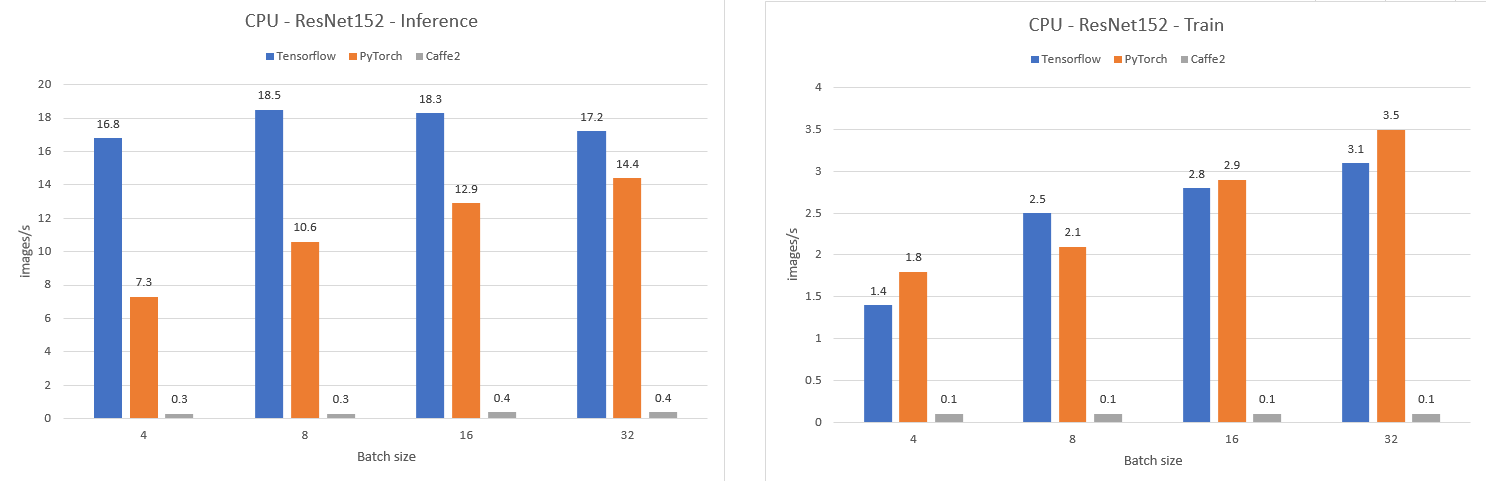 CPU - ResNet152 - Inference
Tensorflow PyTorch Caffe2
20
18
16
14
12
10
8
6
4
2
0
images/s
16.8 7.3 0.3
18.5 10.6 0.3
18.3 12.9 0.4
17.2 14.4 0.4
4 8 16 32
Batch size
CPU - ResNet152 - Train
Tensorflow PyTorch Caffe2
4
3.5
3
2.5
2
1.5
1
0.5
0
images/s
1.4 1.8 0.1
2.5 2.1 0.1
2.8 2.9 0.1
3.1 3.5 0.1
4 8 16 32
Batch size